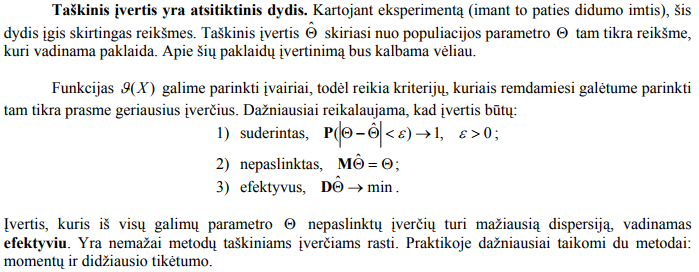 Taškinis įvertis yra atsitiktinis dydis. Kartojant eksperimentą (imant to paties didumo imtis), šis
dydis įgis skirtingas reikšmes. Taškinis įvertis Θ̂ skiriasi nuo populiacijos parametro Θ tam tikra reikšme,
kuri vadinama paklaida. Apie šių paklaidų įvertinimą bus kalbama vėliau.
Funkcijas 𝒢(X) galime parinkti įvairiai, todėl reikia kriterijų, kuriais remdamiesi galėtume parinkti
tam tikra prasme geriausius įverčius. Dažniausiai reikalaujama, kad įvertis būtų:
1) suderintas, P(|Θ − Θ̂| < ε) → 1, ε > 0;
2) nepaslinktas, MΘ̂ = Θ;
3) efektyvus, DΘ̂ → min.
Įvertis, kuris iš visų galimų parametro Θ nepaslinktų įverčių turi mažiausią dispersiją, vadinamas
efektyviu. Yra nemažai metodų taškiniams įverčiams rasti. Praktikoje dažniausiai taikomi du metodai:
momentų ir didžiausio tikėtumo.